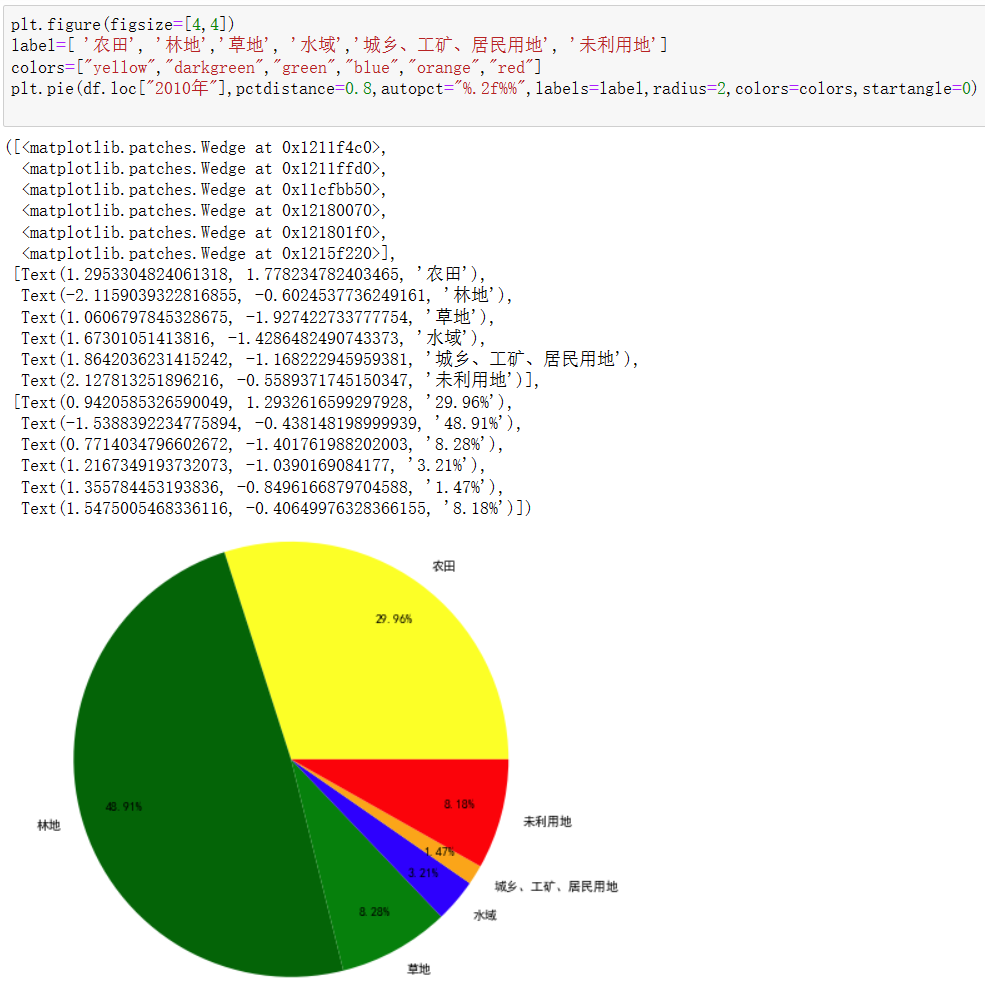 plt.figure(figsize=[4,4])
label=[ '农田', '林地','草地', '水域','城乡、工矿、居民用地', '未利用地']
colors=["yellow","darkgreen","green","blue","orange","red"]
plt.pie(df.loc["2010年"],pctdistance=0.8,autopct="%.2f%%",labels=label,radius=2,colors=colors,startangle=0)
([<matplotlib.patches.Wedge at 0x1211f4c0>,
<matplotlib.patches.Wedge at 0x1211ffd0>,
<matplotlib.patches.Wedge at 0x11cfbb50>,
<matplotlib.patches.Wedge at 0x12180070>,
<matplotlib.patches.Wedge at 0x121801f0>,
<matplotlib.patches.Wedge at 0x1215f220>],
[Text(1.2953304824061318, 1.778234782403465, '农田'),
Text(-2.1159039322816855, -0.6024537736249161, '林地'),
Text(1.0606797845328675, -1.927422733777754, '草地'),
Text(1.67301051413816, -1.4286482490743373, '水域'),
Text(1.8642036231415242, -1.168222945959381, '城乡、工矿、居民用地'),
Text(2.127813251896216, -0.5589371745150347, '未利用地')],
[Text(0.9420585326590049, 1.2932616599297928, '29.96%'),
Text(-1.5388392234775894, -0.438148198999939, '48.91%'),
Text(0.7714034796602672, -1.401761988202003, '8.28%'),
Text(1.2167349193732073, -1.0390169084177, '3.21%'),
Text(1.355784453193836, -0.8496166879704588, '1.47%'),
Text(1.5475005468336116, -0.40649976328366155, '8.18%')])
农田
29.96%
48.91%
林地
8.18%
未利用地
1.47%
3.21%
城乡、工矿、居民用地
8.28%
水域
草地